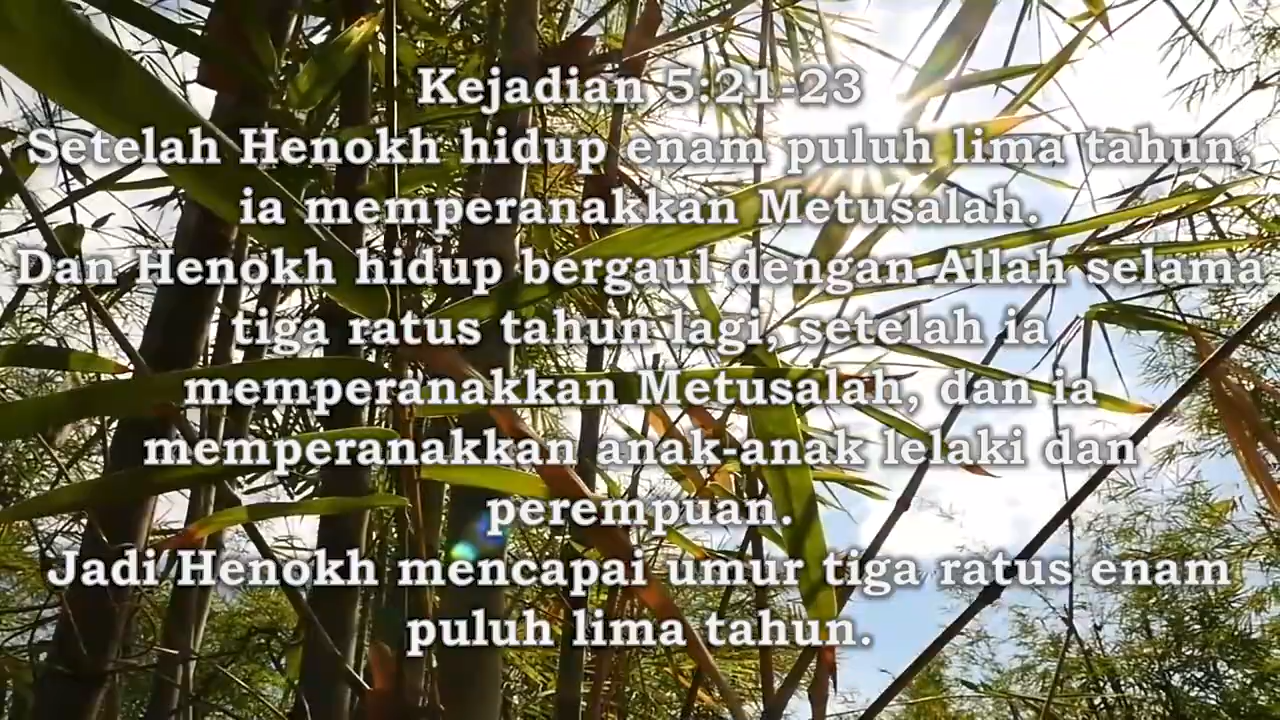 Kejadian 5:21-23
Setelah Henokh hidup enam puluh lima tahun,
ia memperanakkan Metusalah.
Dan Henokh hidup bergaul dengan Allah selama
tiga ratus tahun lagi, setelah ia
memperanakkan Metusalah, dan ia
memperanakkan anak-anak lelaki dan
perempuan.
Jadi Henokh mencapai umur tiga ratus enam
puluh lima tahun.